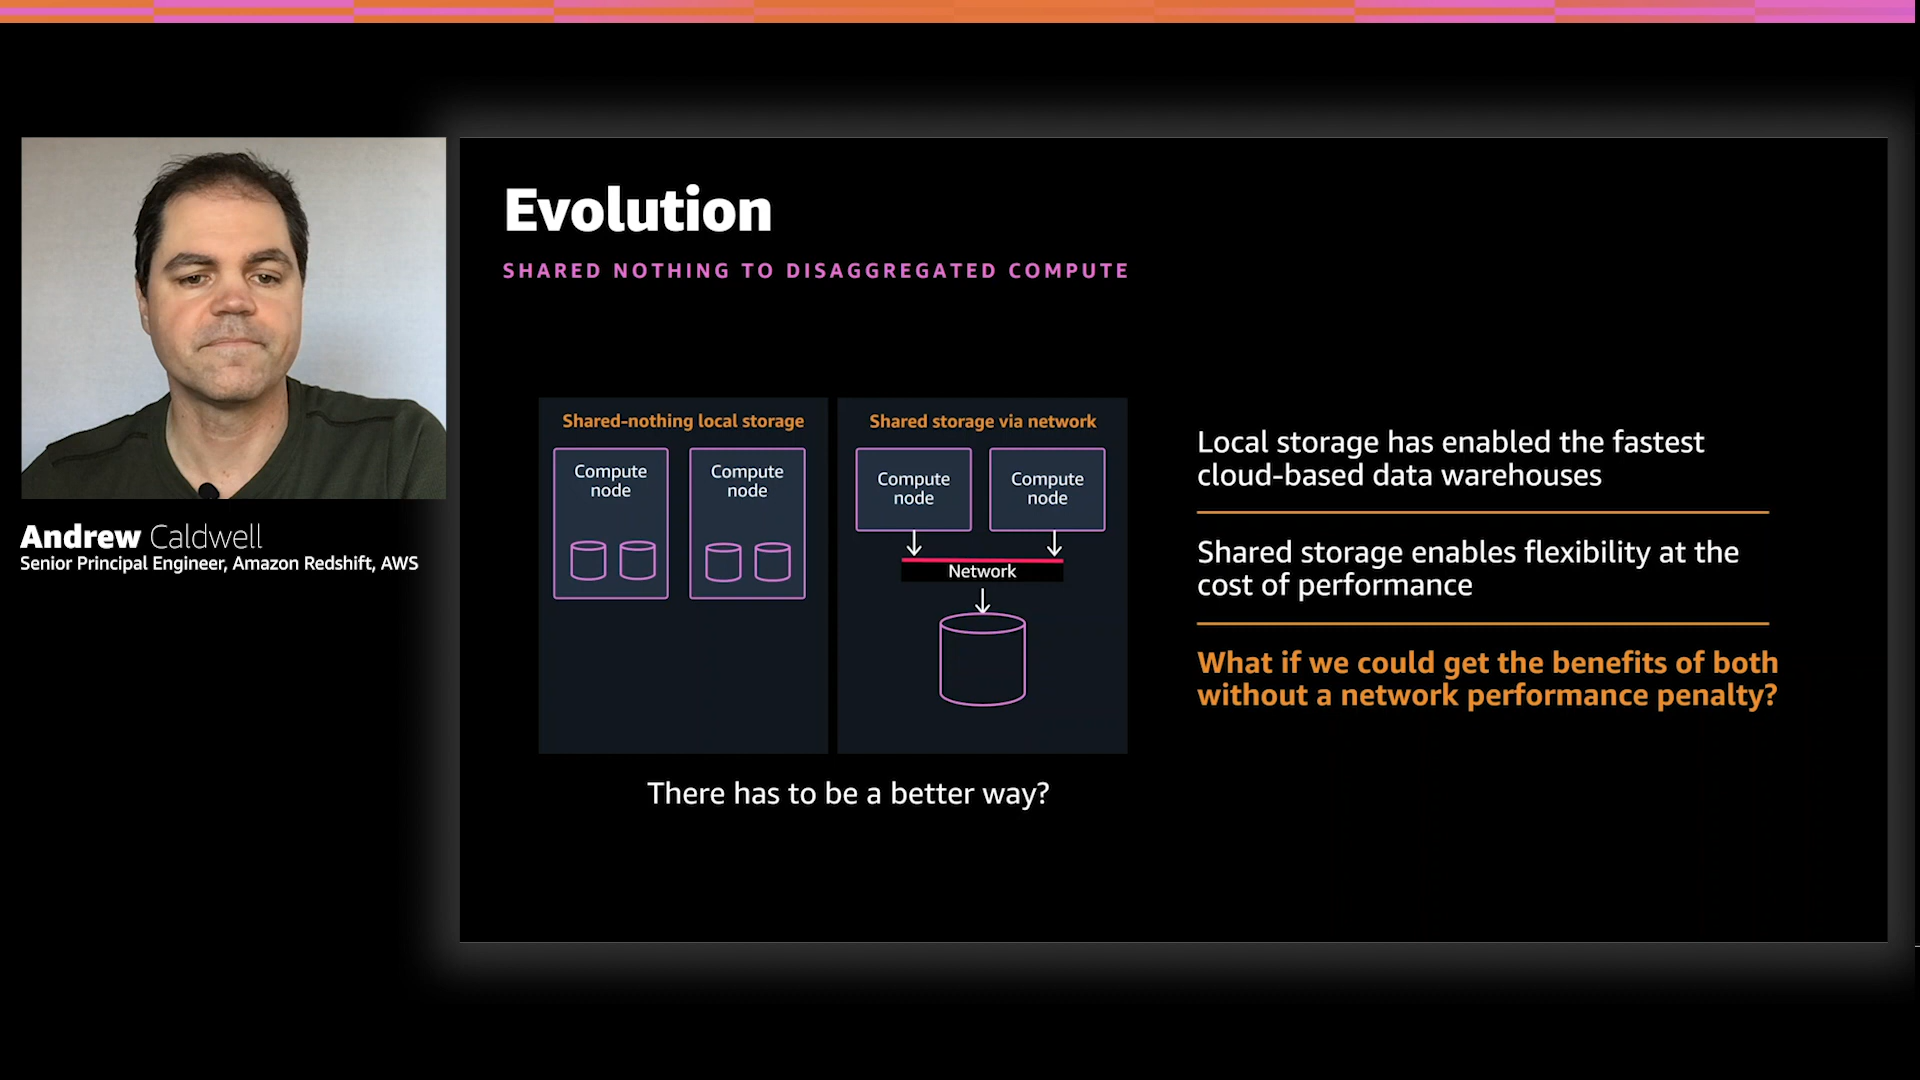 Andrew Caldwell
Senior Principal Engineer, Amazon Redshift, AWS
Evolution
SHARED NOTHING TO DISAGGREGATED COMPUTE
Shared-nothing local storage
Compute
node
Compute
node
Shared storage via network
Compute
node
Compute
node
Network
There has to be a better way?
Local storage has enabled the fastest
cloud-based data warehouses
Shared storage enables flexibility at the
cost of performance
What if we could get the benefits of both
without a network performance penalty?